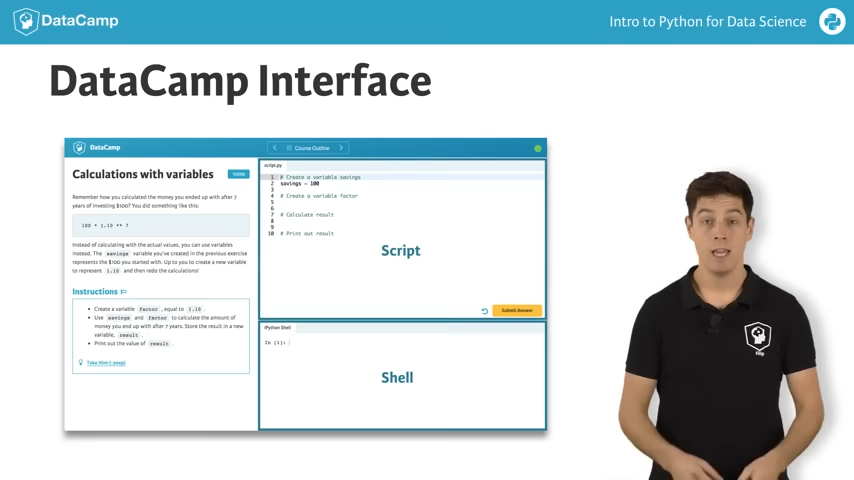 DataCamp
Intro to Python for Data Science
DataCamp Interface
DataCamp
Course Outline
Calculations with variables
100XP
Remember how you calculated the money you ended up with after 7
years of investing $100? You did something like this:
100 * 1.10 ** 7
Instead of calculating with the actual values, you can use variables
instead. The savings variable you've created in the previous exercise
represents the $100 you started with. Up to you to create a new variable
to represent 1.10 and then redo the calculations!
Instructions
• Create a variable factor, equal to 1.10.
• Use savings and factor to calculate the amount of
money you end up with after 7 years. Store the result in a new
variable, result.
• Print out the value of result.
Take Hint (-30xp)
script.py
1 # Create a variable savings
2 savings = 100
3
4 # Create a variable factor
5
6
7 # Calculate result
8
9
10 # Print out result
Script
Submit Answer
IPython Shell
In [1]:
Shell
Filip